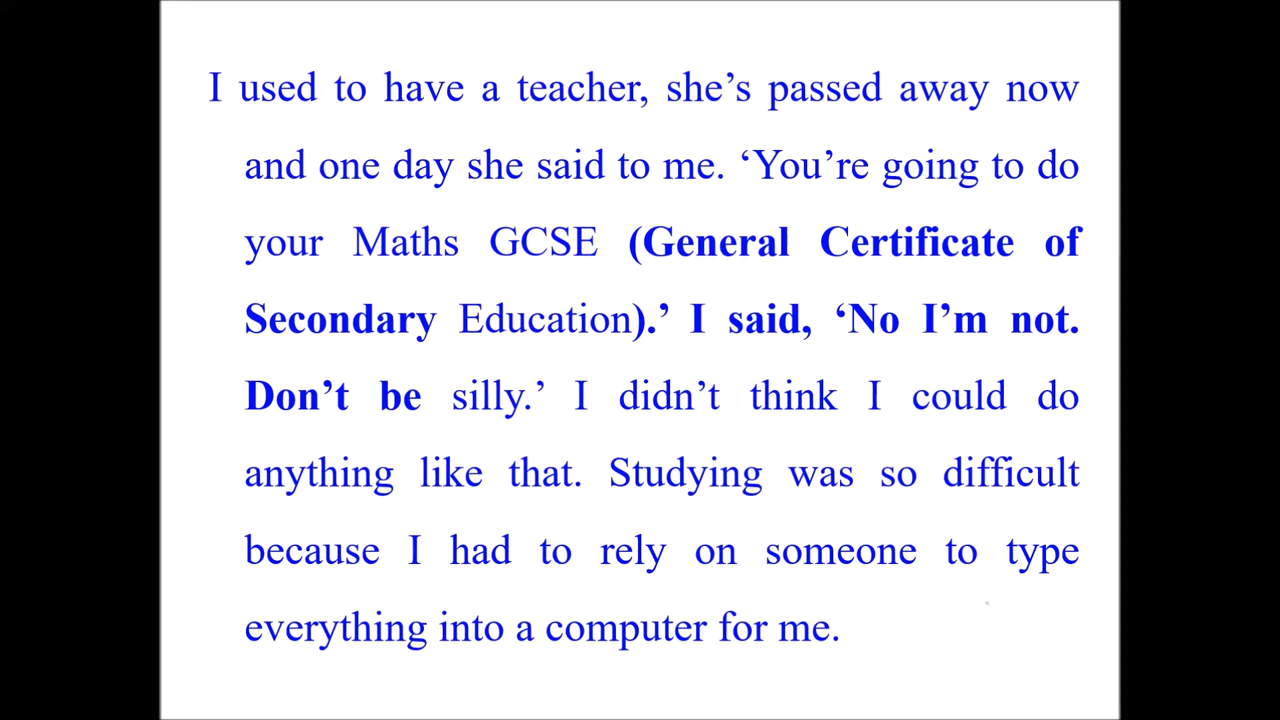 I used to have a teacher, she’s passed away now
and one day she said to me. ‘You’re going to do
your Maths GCSE (General Certificate of
Secondary Education).’ I said, ‘No I’m not.
Don’t be silly.’ I didn’t think I could do
anything like that. Studying was so difficult
because I had to rely on someone to type
everything into a computer for me.